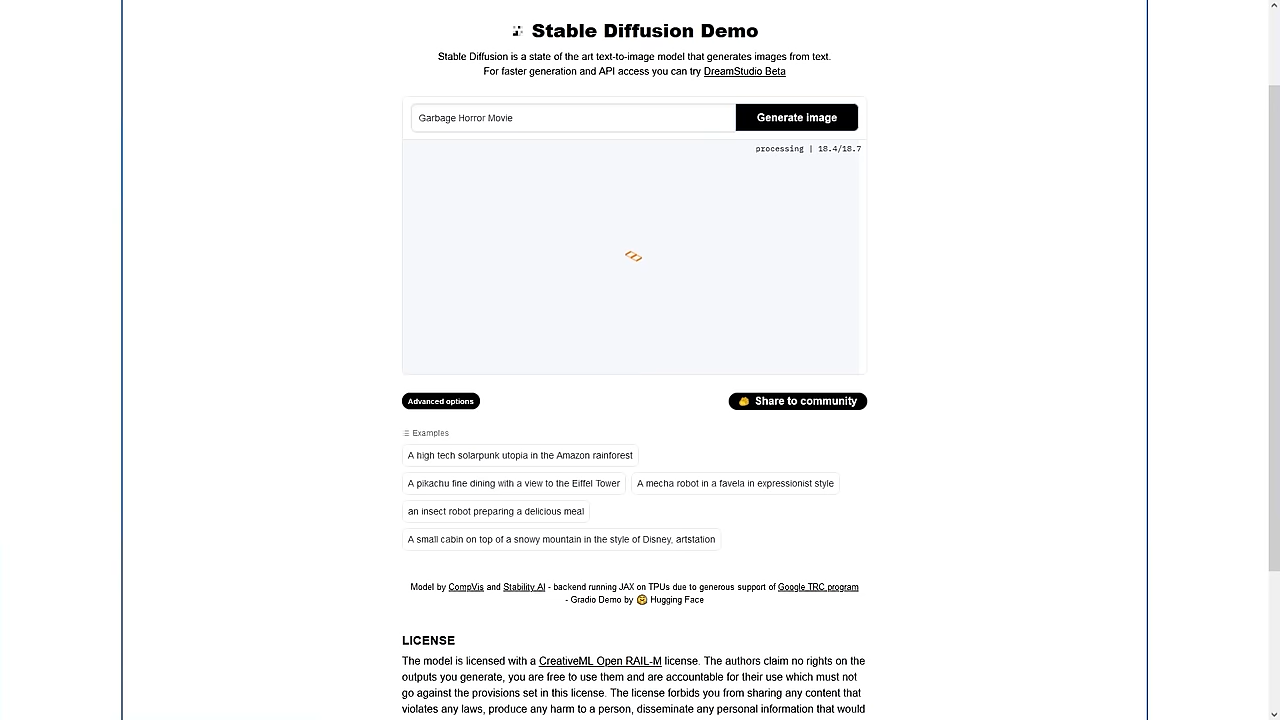 Stable Diffusion Demo
Stable Diffusion is a state of the art text-to-image model that generates images from text.
For faster generation and API access you can try DreamStudio Beta
Garbage Horror Movie
Generate image
processing | 18.4/18.7
Advanced options
Share to community
Examples
A high tech solarpunk utopia in the Amazon rainforest
A pikachu fine dining with a view to the Eiffel Tower
A mecha robot in a favela in expressionist style
an insect robot preparing a delicious meal
A small cabin on top of a snowy mountain in the style of Disney, artstation
Model by CompVis and Stability AI - backend running JAX on TPUs due to generous support of Google TRC program
- Gradio Demo by 🤗 Hugging Face
LICENSE
The model is licensed with a CreativeML Open RAIL-M license. The authors claim no rights on the
outputs you generate, you are free to use them and are accountable for their use which must not
go against the provisions set in this license. The license forbids you from sharing any content that
violates any laws, produce any harm to a person, disseminate any personal information that would